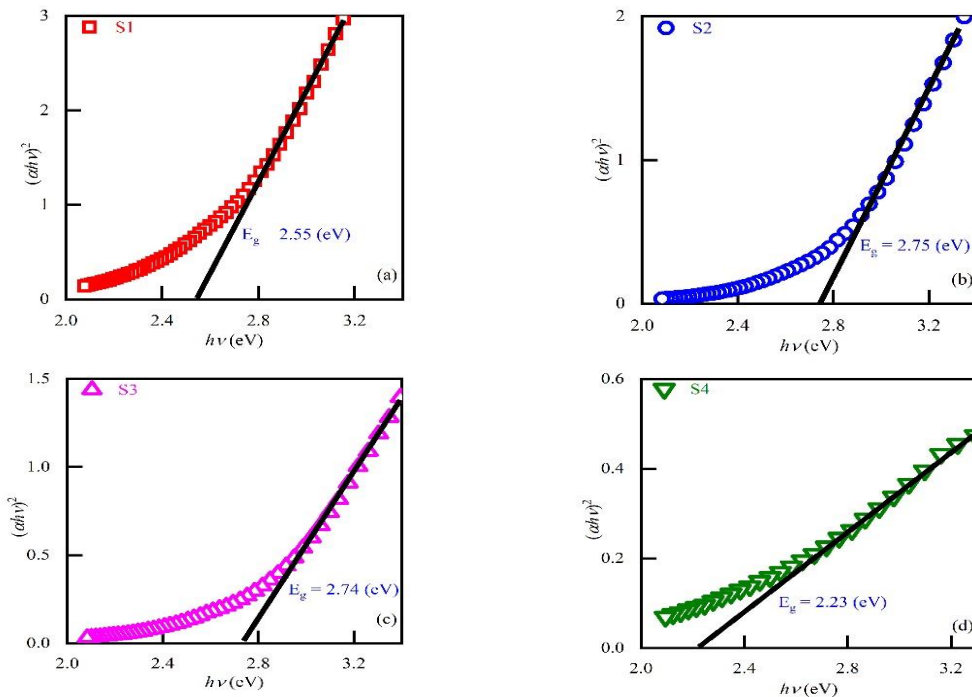 3
S1
2
(αhν)²
1
E_g 2.55 (eV)
(a)
0
2.0 2.4 2.8 3.2
hν (eV)
2
S2
(αhν)²
1
E_g = 2.75 (eV)
(b)
0
2.0 2.4 2.8 3.2
hν (eV)
1.5
S3
1.0
(αhν)²
0.5
E_g = 2.74 (eV)
(c)
0.0
2.0 2.4 2.8 3.2
hν (eV)
0.6
S4
0.4
(αhν)²
0.2
E_g = 2.23 (eV)
(d)
0.0
2.0 2.4 2.8 3.2
hν (eV)